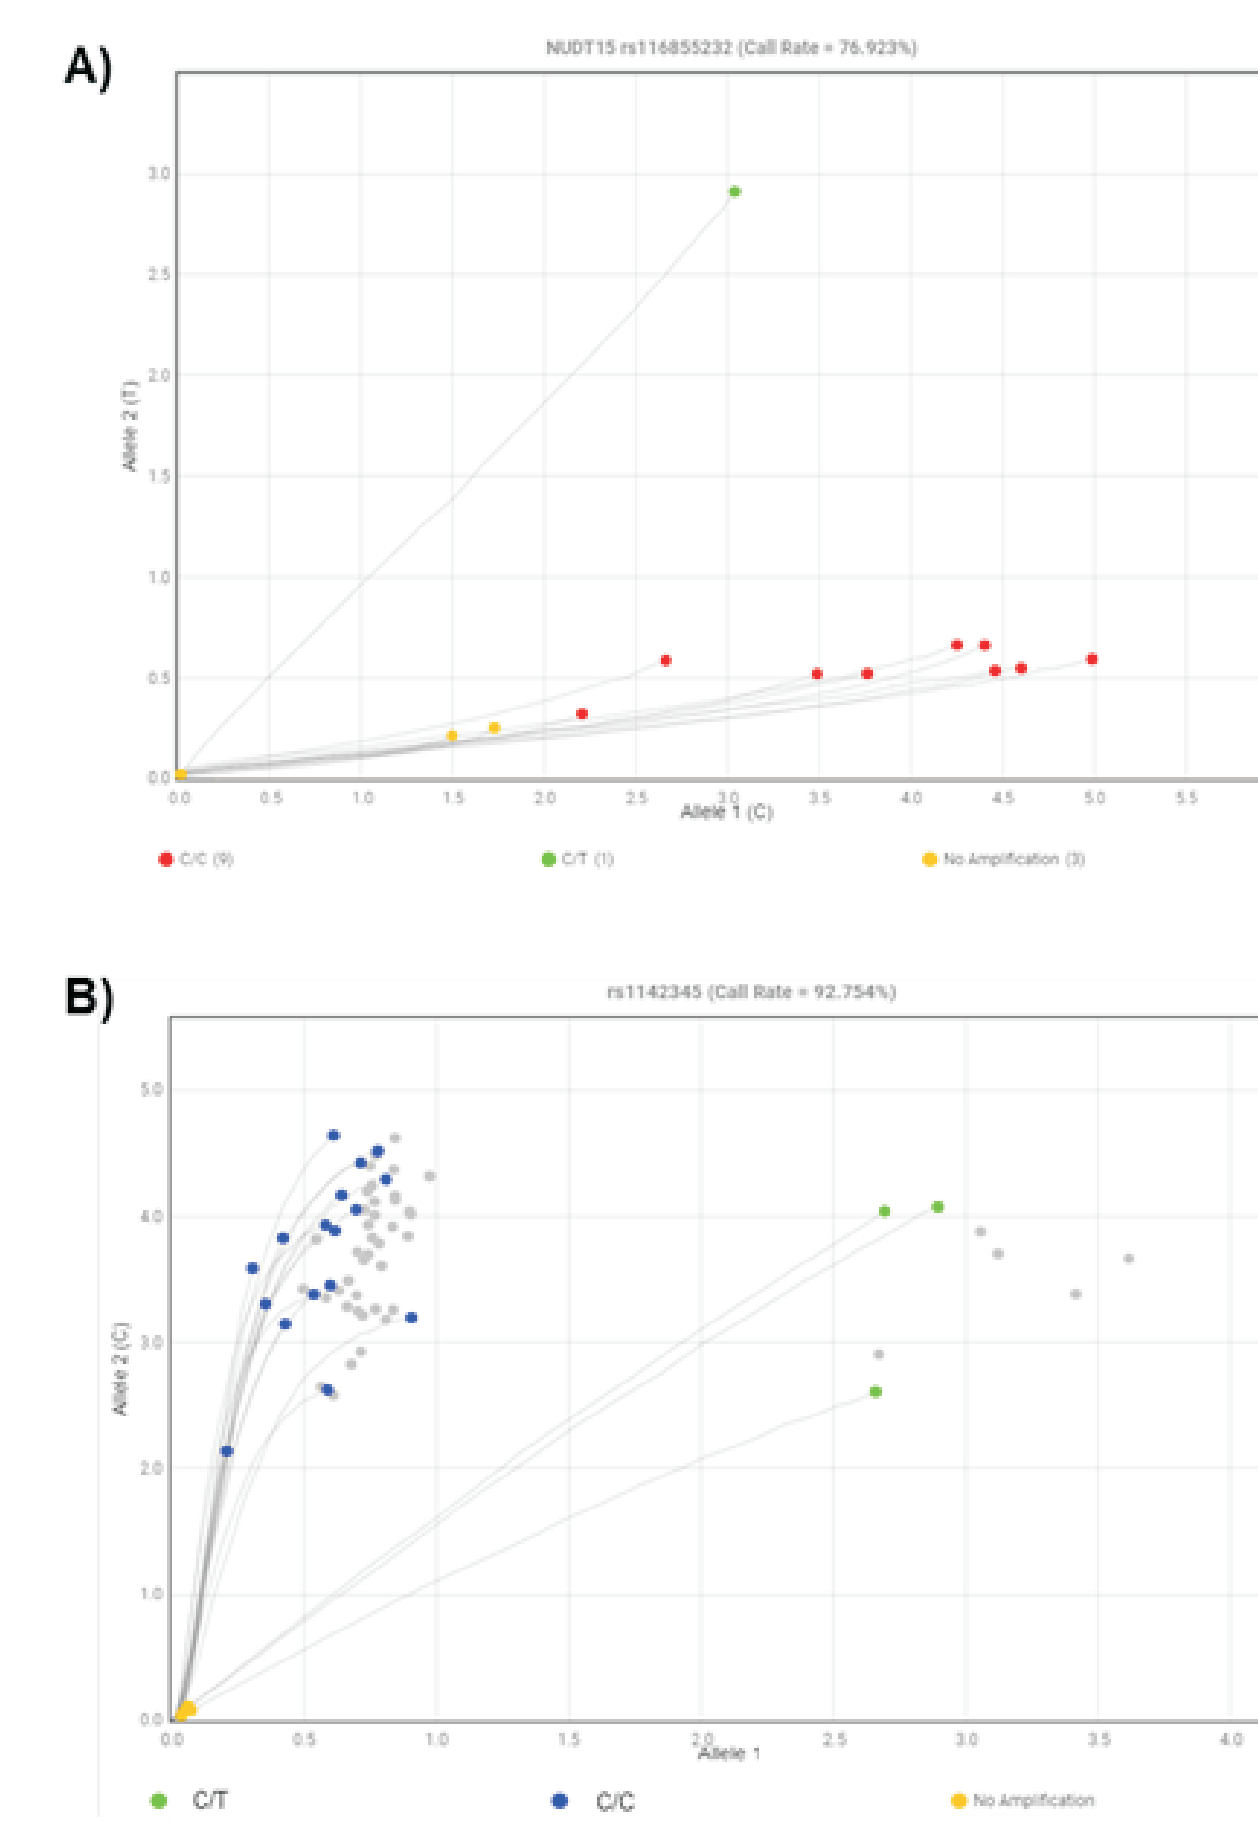 A)
NUDT15 rs116855232 (Call Rate = 76.923%)
3.0
2.5
2.0
1.5
1.0
0.5
0.0
Allele 2 (T)
0.0 0.5 1.0 1.5 2.0 2.5 3.0 3.5 4.0 4.5 5.0 5.5
Allele 1 (C)
C/C (9) C/T (1) No Amplification (3)
B)
rs1142345 (Call Rate = 92.754%)
5.0
4.0
3.0
2.0
1.0
0.0
Allele 2 (C)
0.0 0.5 1.0 1.5 2.0 2.5 3.0 3.5 4.0
Allele 1
C/T C/C No Amplification